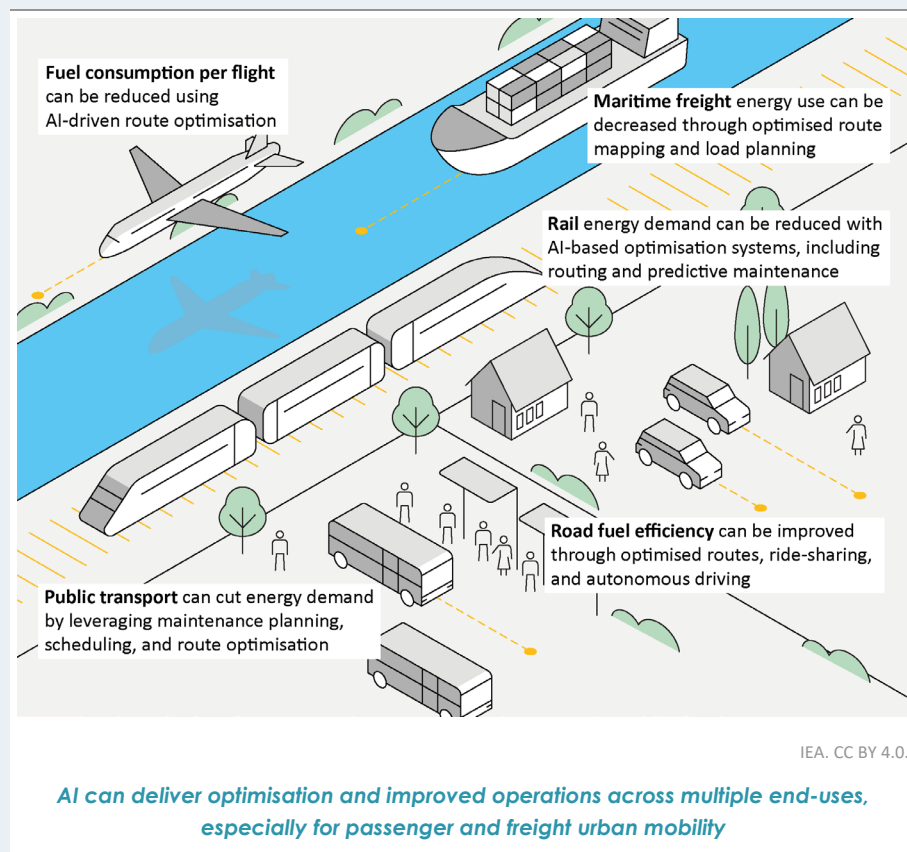 Fuel consumption per flight
can be reduced using
AI-driven route optimisation
Maritime freight energy use can be
decreased through optimised route
mapping and load planning
Rail energy demand can be reduced with
AI-based optimisation systems, including
routing and predictive maintenance
Road fuel efficiency can be improved
through optimised routes, ride-sharing,
and autonomous driving
Public transport can cut energy demand
by leveraging maintenance planning,
scheduling, and route optimisation
IEA. CC BY 4.0.
AI can deliver optimisation and improved operations across multiple end-uses,
especially for passenger and freight urban mobility